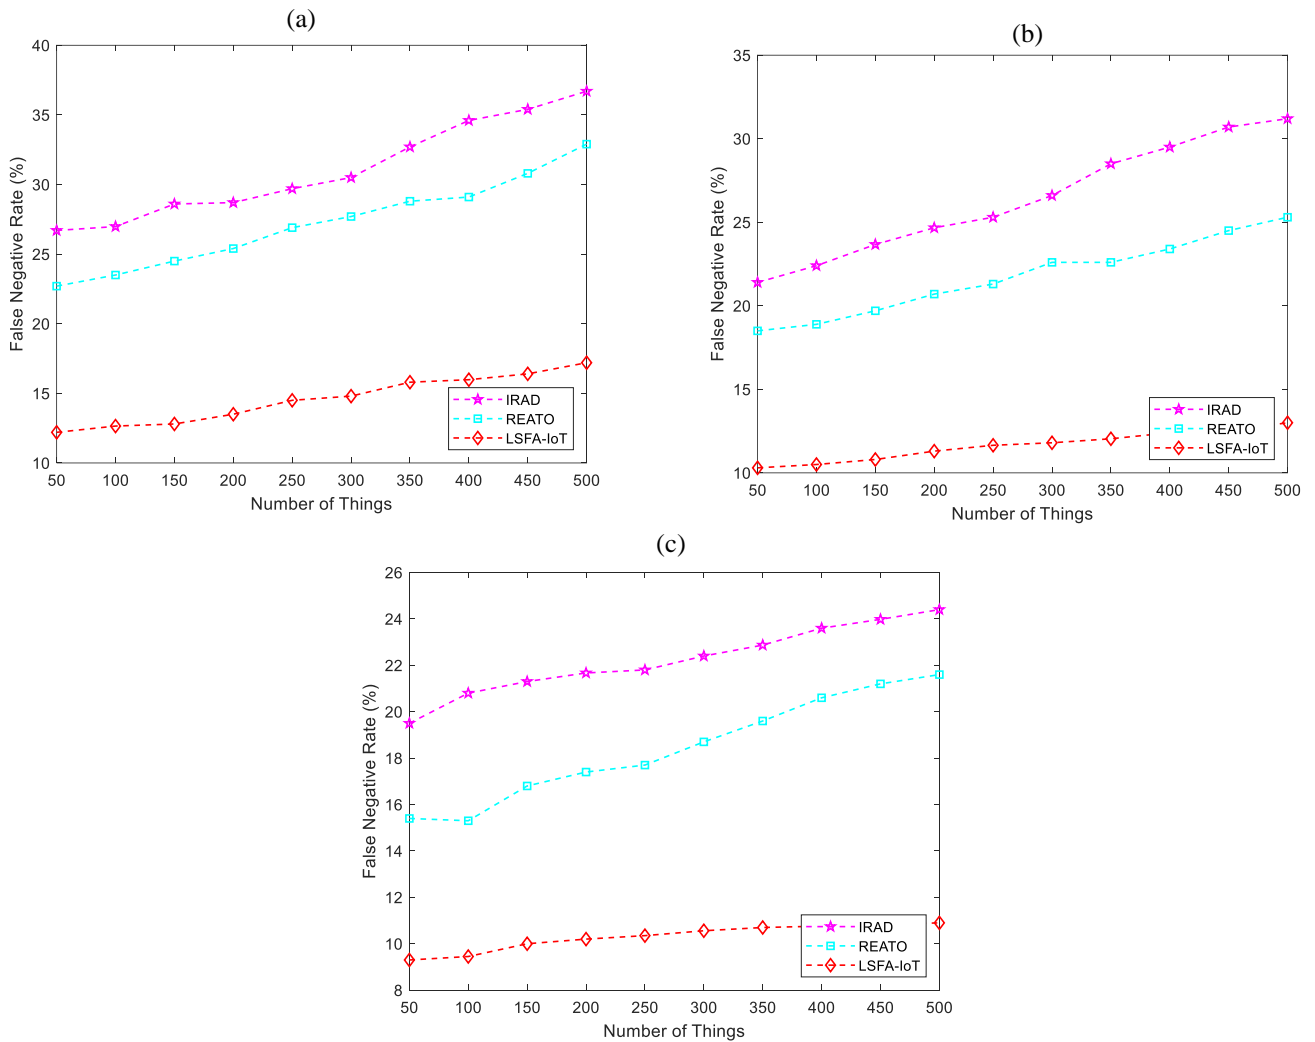 (a)
40
35
30
25
20
15
10
False Negative Rate (%)
IRAD
REATO
LSFA-IoT
50 100 150 200 250 300 350 400 450 500
Number of Things
(b)
35
30
25
20
15
10
False Negative Rate (%)
IRAD
REATO
LSFA-IoT
50 100 150 200 250 300 350 400 450 500
Number of Things
(c)
26
24
22
20
18
16
14
12
10
8
False Negative Rate (%)
IRAD
REATO
LSFA-IoT
50 100 150 200 250 300 350 400 450 500
Number of Things